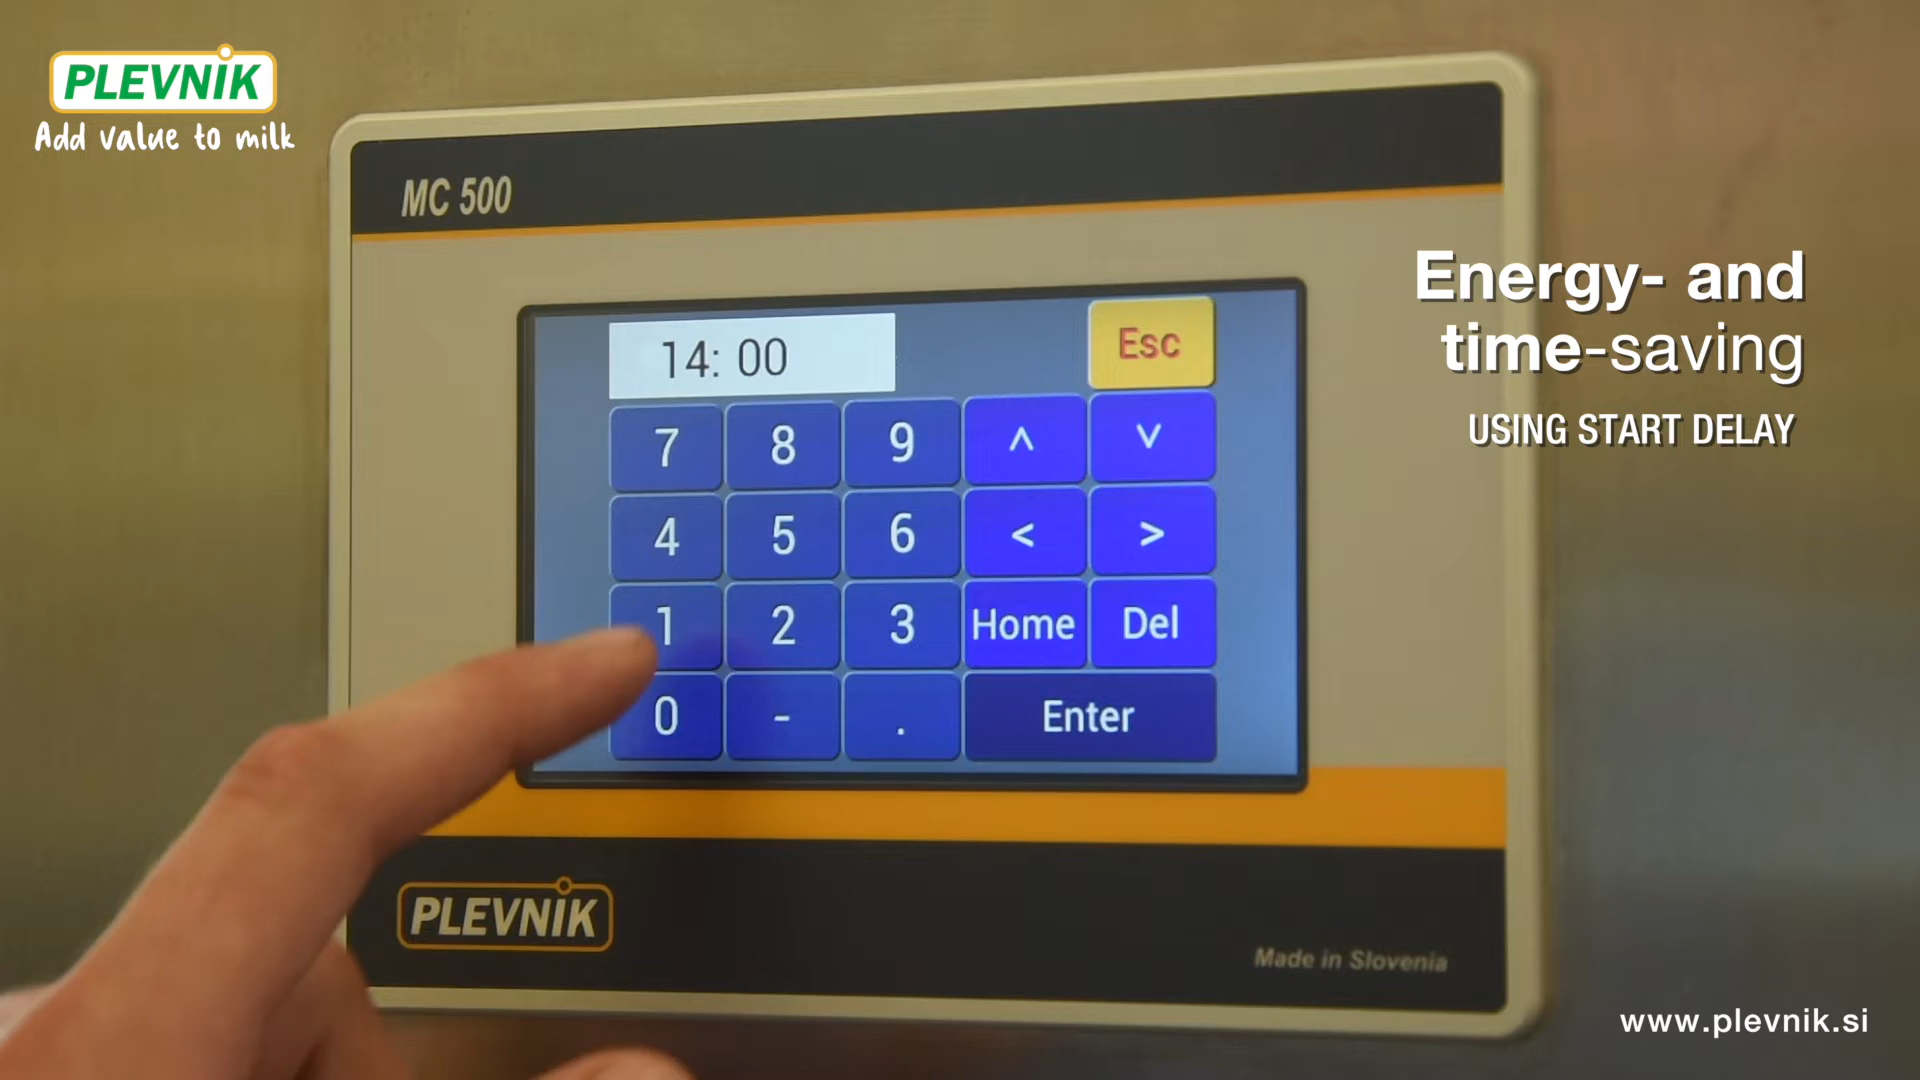 PLEVNIK
Add value to milk
MC 500
Energy- and
time-saving
USING START DELAY
14: 00
Esc
7 8 9 ^ v
4 5 6 < >
1 2 3 Home Del
0 - . Enter
PLEVNIK
Made in Slovenia
www.plevnik.si